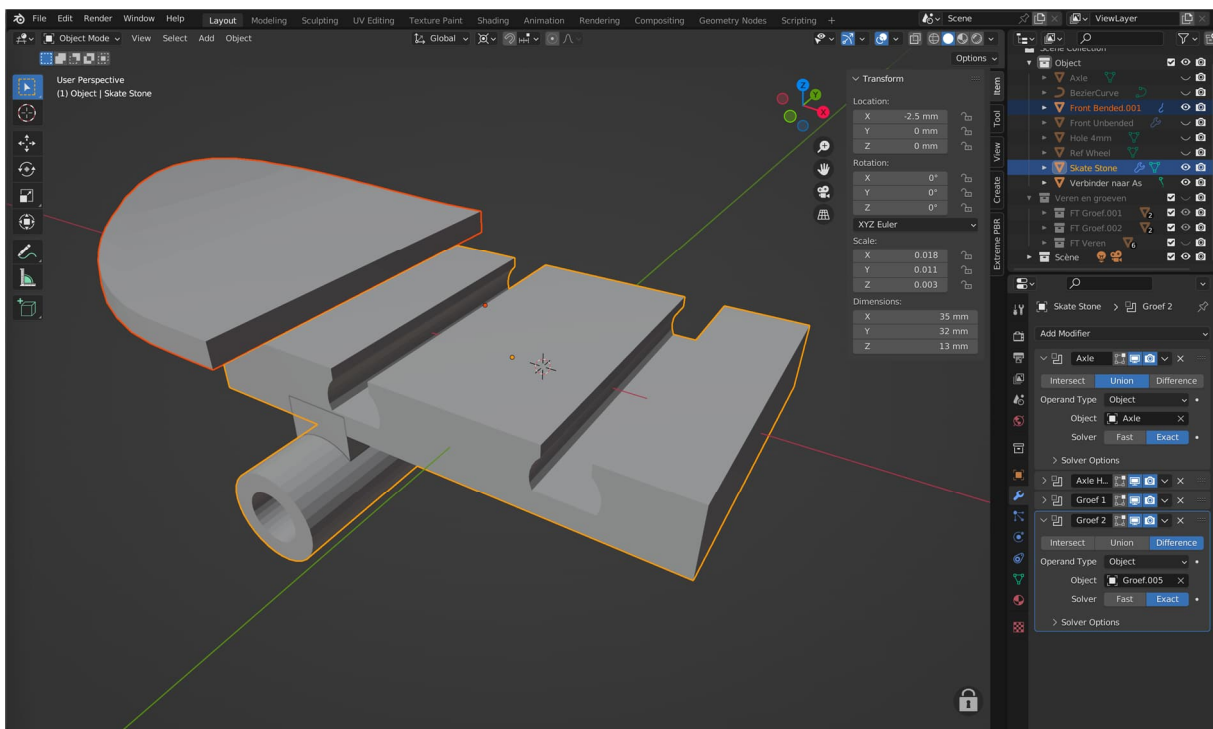 File Edit Render Window Help Layout Modeling Sculpting UV Editing Texture Paint Shading Animation Rendering Compositing Geometry Nodes Scripting + Scene ViewLayer
Object Mode View Select Add Object Global
Options
User Perspective
(1) Object | Skate Stone
Transform
Location:
X -2.5 mm
Y 0 mm
Z 0 mm
Rotation:
X 0°
Y 0°
Z 0°
XYZ Euler
Scale:
X 0.018
Y 0.011
Z 0.003
Dimensions:
X 35 mm
Y 32 mm
Z 13 mm
Item
Tool
View
Create
Extreme PBR
X
Y
Z
Scene Collection
Object
Axle
BezierCurve
Front Bended.001
Front Unbended
Hole 4mm
Ref Wheel
Skate Stone
Verbinder naar As
Veren en groeven
FT Groef.001 2
FT Groef.002 2
FT Veren 6
Scène
Skate Stone > Groef 2
Add Modifier
Axle
Intersect Union Difference
Operand Type Object
Object Axle
Solver Fast Exact
Solver Options
Axle H..
Groef 1
Groef 2
Intersect Union Difference
Operand Type Object
Object Groef.005
Solver Fast Exact
Solver Options